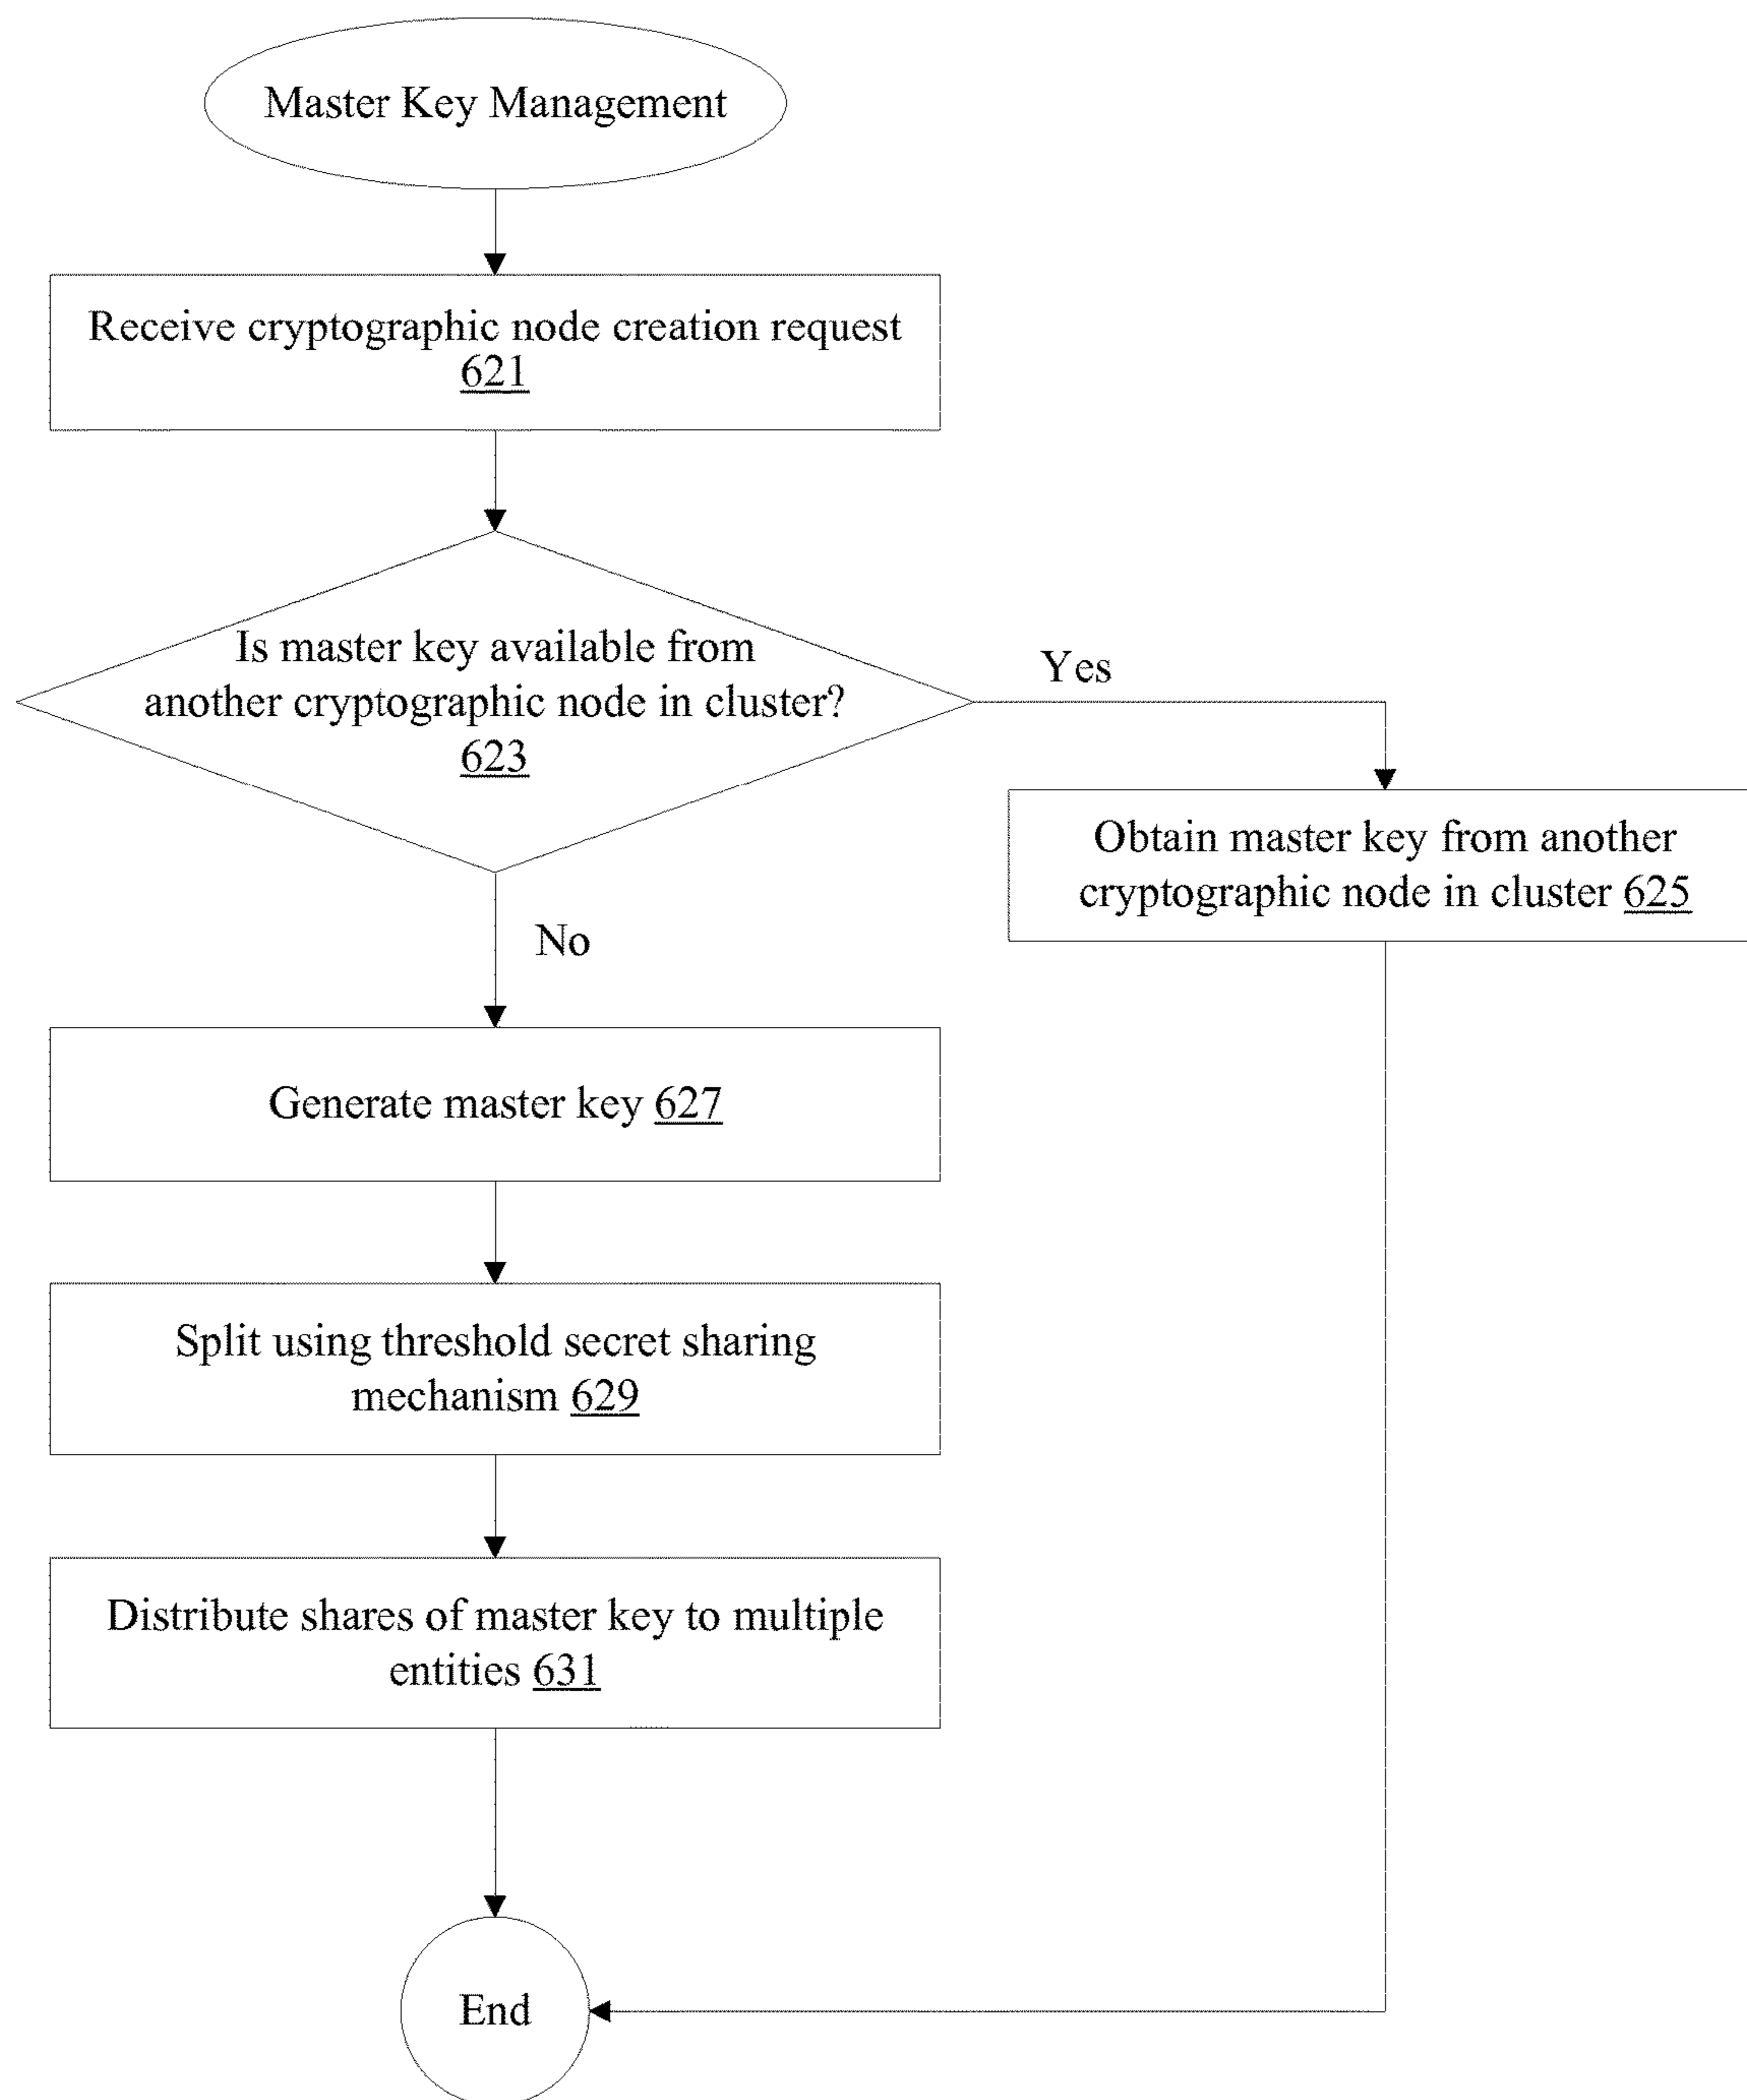 Master Key Management
Receive cryptographic node creation request
621
Is master key available from
another cryptographic node in cluster?
623
Yes
Obtain master key from another
cryptographic node in cluster 625
No
Generate master key 627
Split using threshold secret sharing
mechanism 629
Distribute shares of master key to multiple
entities 631
End